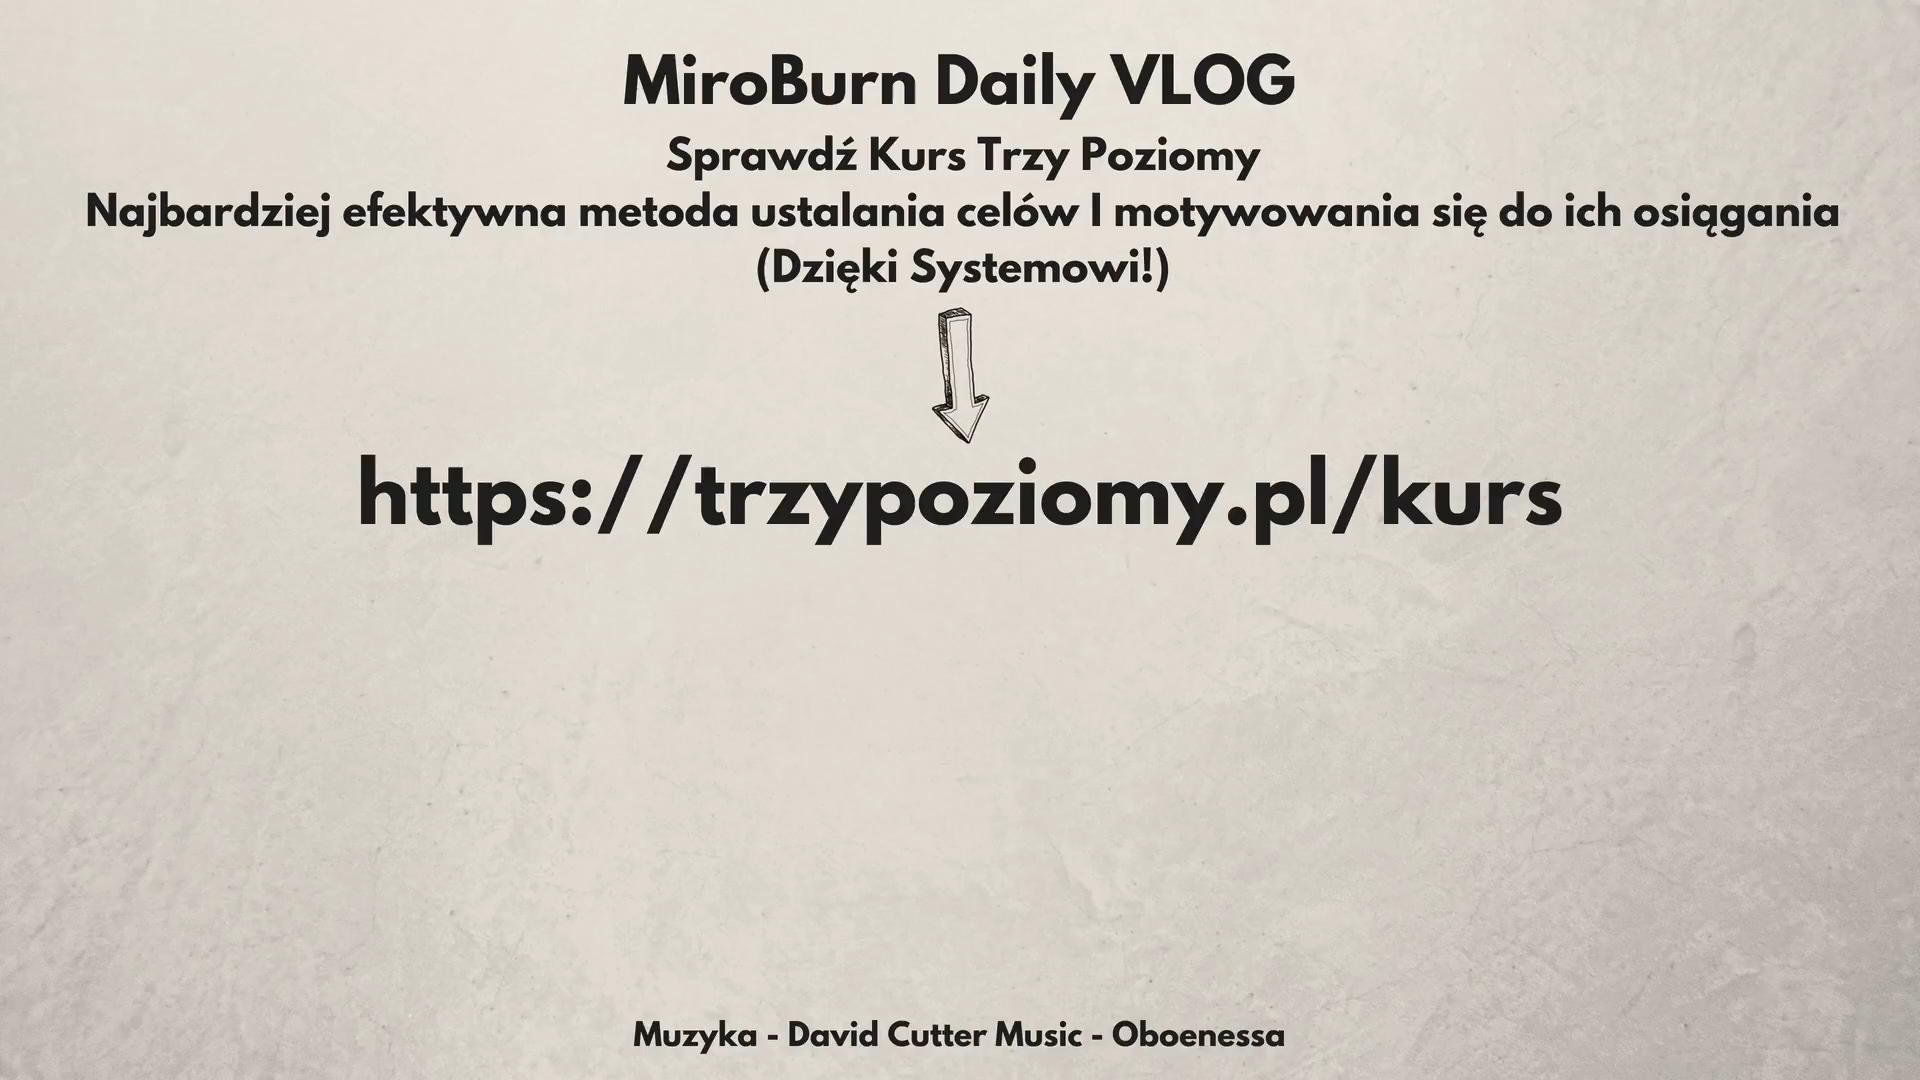 MiroBurn Daily VLOG
Sprawdź Kurs Trzy Poziomy
Najbardziej efektywna metoda ustalania celów I motywowania się do ich osiągania
(Dzięki Systemowi!)
https://trzypoziomy.pl/kurs
Muzyka - David Cutter Music - Oboenessa